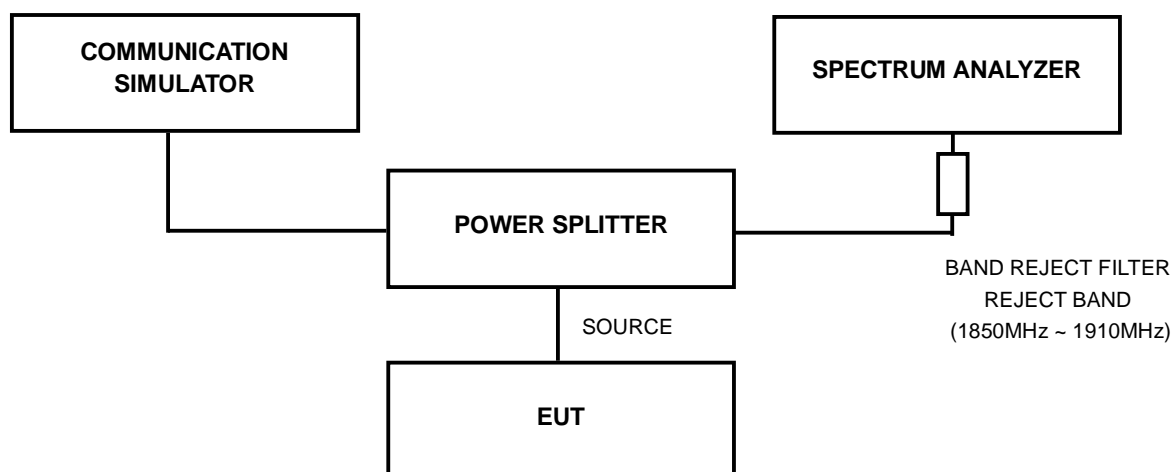 COMMUNICATION
SIMULATOR
SPECTRUM ANALYZER
POWER SPLITTER
BAND REJECT FILTER
REJECT BAND
(1850MHz ~ 1910MHz)
SOURCE
EUT